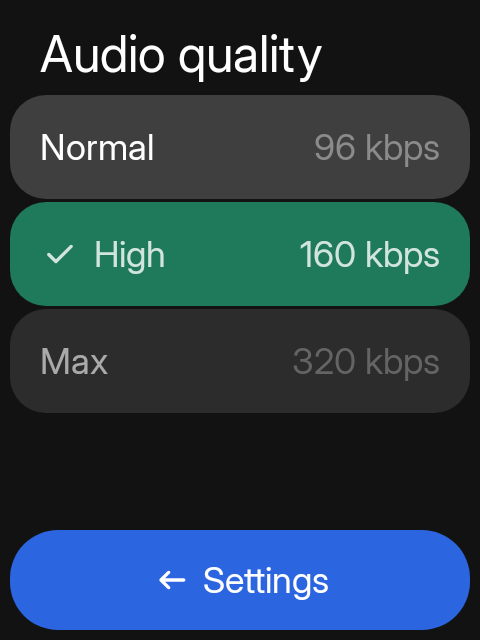 Audio quality
Normal 96 kbps
High 160 kbps
Max 320 kbps
Settings